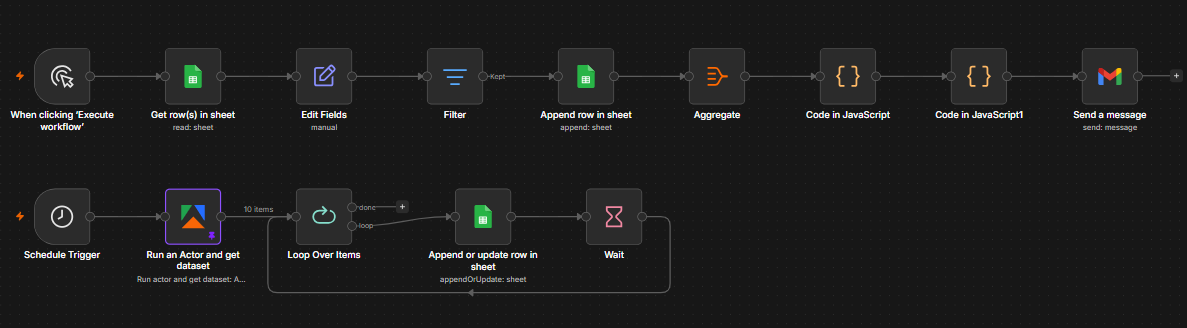 Kept
When clicking ‘Execute
workflow’
Get row(s) in sheet
read: sheet
Edit Fields
manual
Filter
Append row in sheet
append: sheet
Aggregate
Code in JavaScript
Code in JavaScript1
Send a message
send: message
10 items
done
loop
Schedule Trigger
Run an Actor and get
dataset
Run actor and get dataset: A...
Loop Over Items
Append or update row in
sheet
appendOrUpdate: sheet
Wait